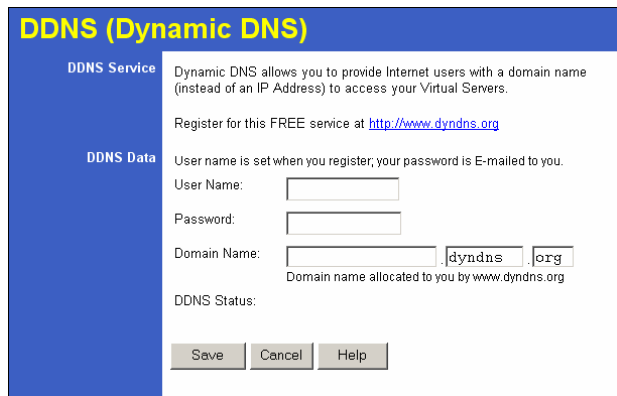 DDNS (Dynamic DNS)
DDNS Service
Dynamic DNS allows you to provide Internet users with a domain name
(instead of an IP Address) to access your Virtual Servers.
Register for this FREE service at http://www.dyndns.org
DDNS Data
User name is set when you register; your password is E-mailed to you.
User Name:
Password:
Domain Name: .dyndns .org
Domain name allocated to you by www.dyndns.org
DDNS Status:
Save Cancel Help